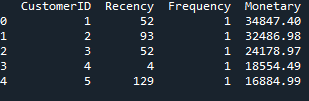 CustomerID Recency Frequency Monetary
0 1 52 1 34847.40
1 2 93 1 32486.98
2 3 52 1 24178.97
3 4 4 1 18554.49
4 5 129 1 16884.99